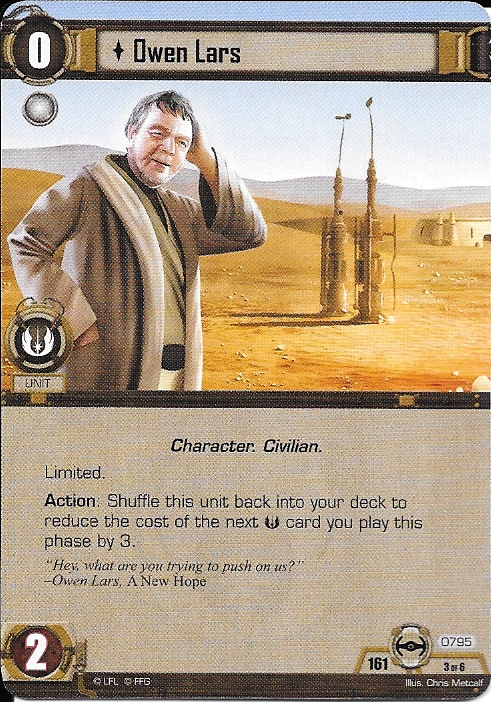 0
Owen Lars
UNIT
Character. Civilian.
Limited.
Action: Shuffle this unit back into your deck to
reduce the cost of the next card you play this
phase by 3.
"Hey, what are you trying to push on us?"
–Owen Lars, A New Hope
2
161
0795
3 OF 6
© LFL © FFG
Illus. Chris Metcalf